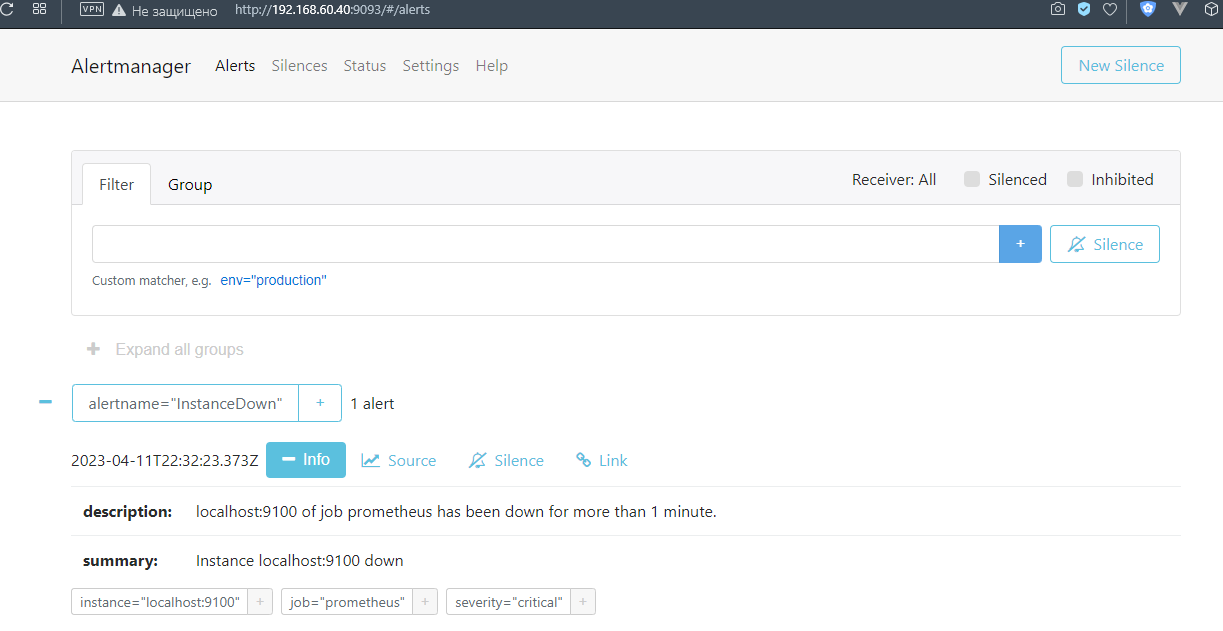 VPN Не защищено http://192.168.60.40:9093/#/alerts
Alertmanager Alerts Silences Status Settings Help New Silence
Filter Group Receiver: All Silenced Inhibited
+ Silence
Custom matcher, e.g. env="production"
+ Expand all groups
alertname="InstanceDown" + 1 alert
2023-04-11T22:32:23.373Z Info Source Silence Link
description: localhost:9100 of job prometheus has been down for more than 1 minute.
summary: Instance localhost:9100 down
instance="localhost:9100" + job="prometheus" + severity="critical" +